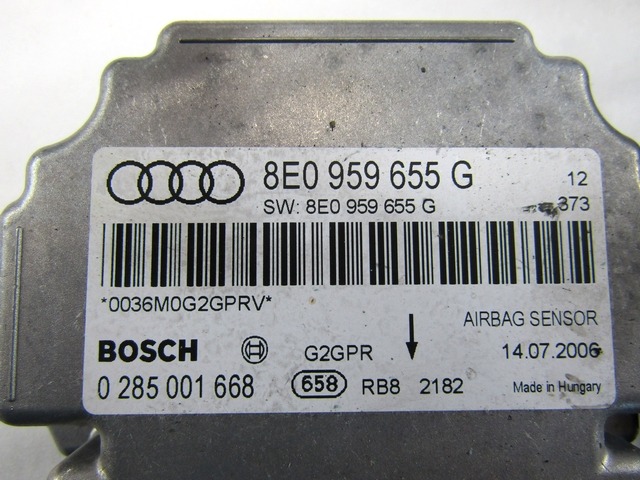 8E0 959 655 G 12
SW: 8E0 959 655 G 373
*0036M0G2GPRV*
AIRBAG SENSOR
BOSCH G2GPR 14.07.2006
0 285 001 668 658 RB8 2182 Made in Hungary